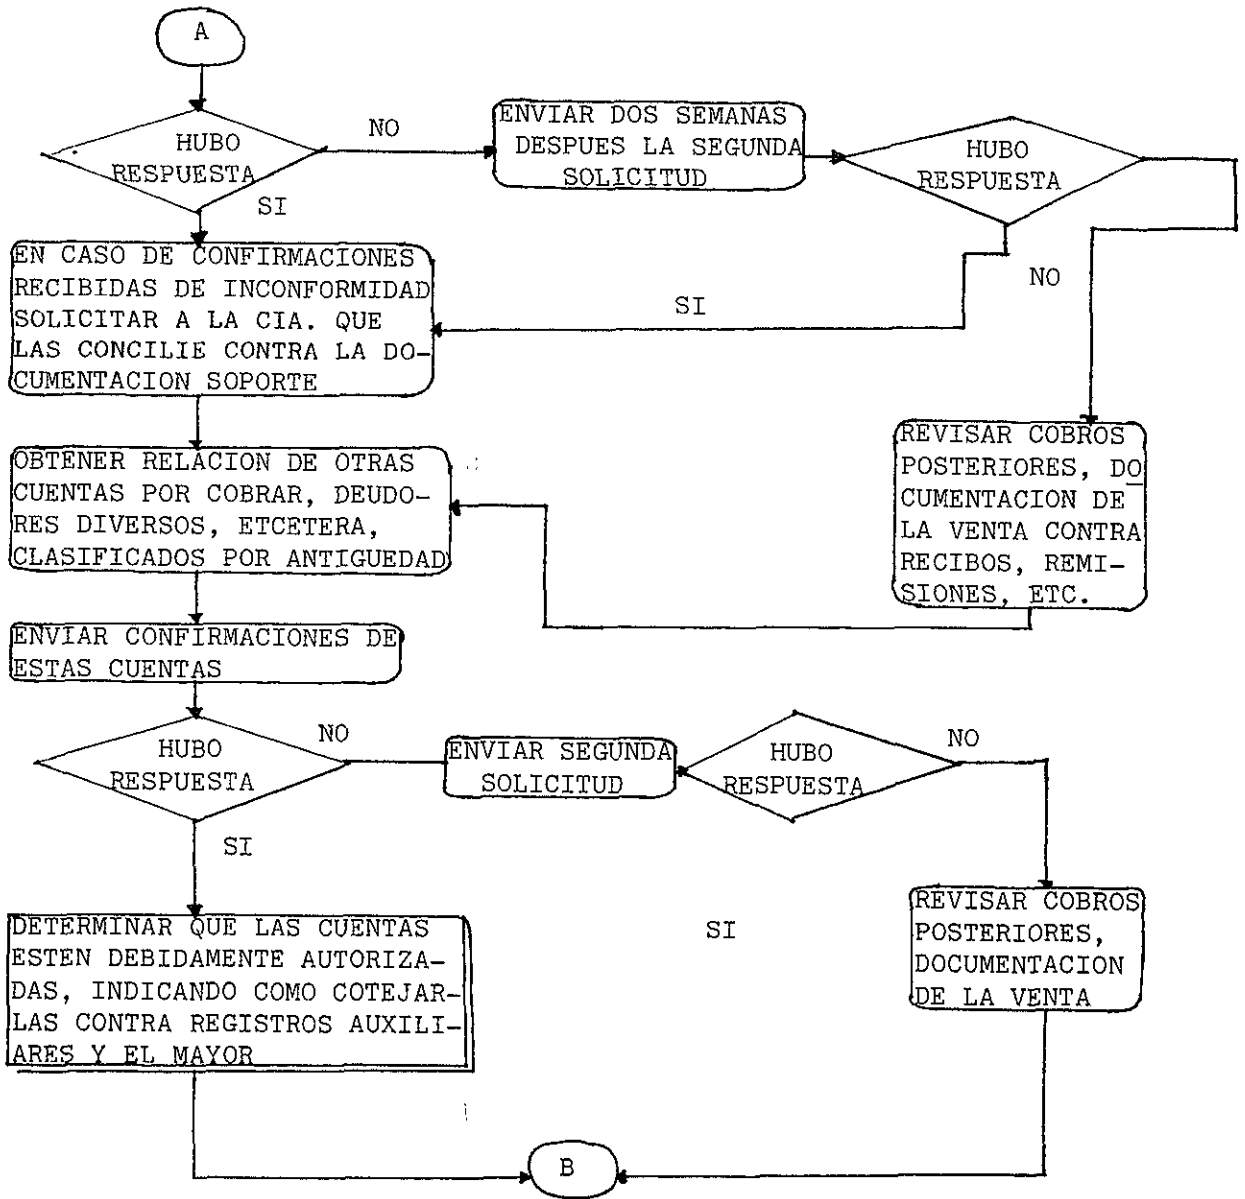 A
HUBO
RESPUESTA
NO
SI
ENVIAR DOS SEMANAS
DESPUES LA SEGUNDA
SOLICITUD
HUBO
RESPUESTA
NO
SI
EN CASO DE CONFIRMACIONES
RECIBIDAS DE INCONFORMIDAD
SOLICITAR A LA CIA. QUE
LAS CONCILIE CONTRA LA DO-
CUMENTACION SOPORTE
REVISAR COBROS
POSTERIORES, DO
CUMENTACION DE
LA VENTA CONTRA
RECIBOS, REMI-
SIONES, ETC.
OBTENER RELACION DE OTRAS
CUENTAS POR COBRAR, DEUDO-
RES DIVERSOS, ETCETERA,
CLASIFICADOS POR ANTIGUEDAD
ENVIAR CONFIRMACIONES DE
ESTAS CUENTAS
HUBO
RESPUESTA
NO
SI
ENVIAR SEGUNDA
SOLICITUD
HUBO
RESPUESTA
NO
SI
REVISAR COBROS
POSTERIORES,
DOCUMENTACION
DE LA VENTA
DETERMINAR QUE LAS CUENTAS
ESTEN DEBIDAMENTE AUTORIZA-
DAS, INDICANDO COMO COTEJAR-
LAS CONTRA REGISTROS AUXILI-
ARES Y EL MAYOR
B